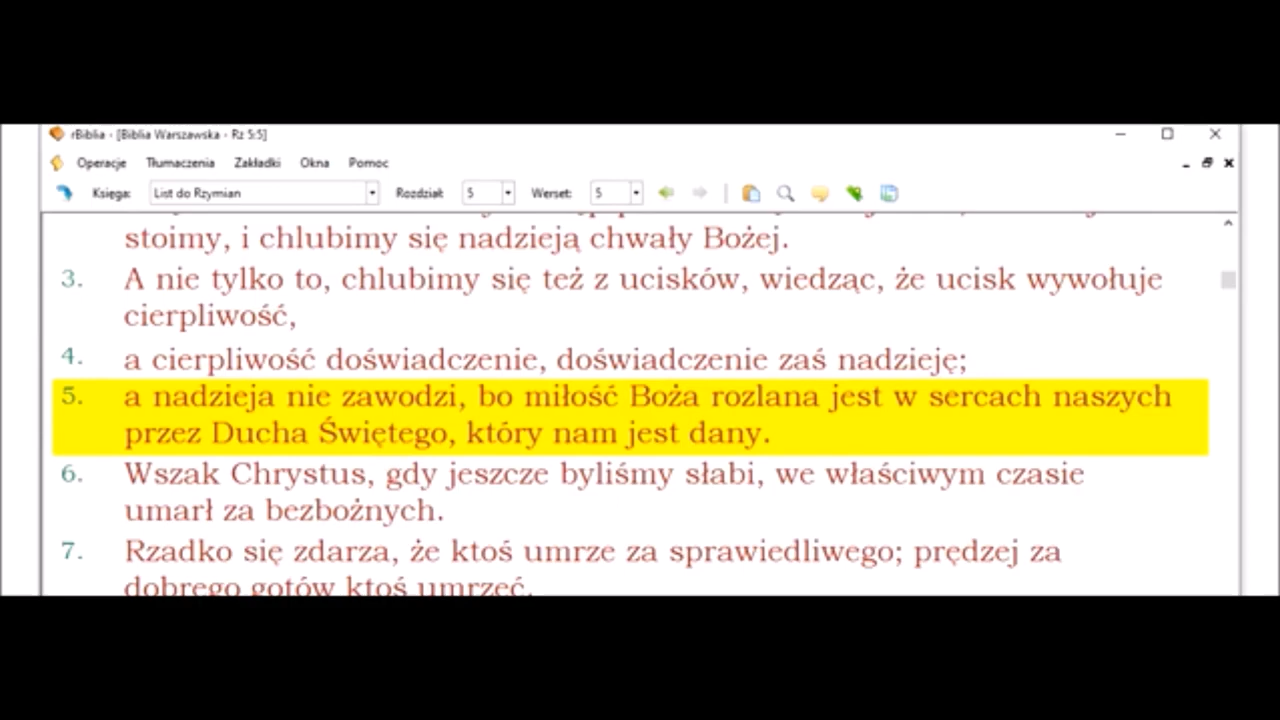 rBiblia - [Biblia Warszawska - Rz 5:5]
Operacje Tłumaczenia Zakładki Okna Pomoc
Księga: List do Rzymian Rozdział: 5 Werset: 5
stoimy, i chlubimy się nadzieją chwały Bożej.
3. A nie tylko to, chlubimy się też z ucisków, wiedząc, że ucisk wywołuje
cierpliwość,
4. a cierpliwość doświadczenie, doświadczenie zaś nadzieję;
5. a nadzieja nie zawodzi, bo miłość Boża rozlana jest w sercach naszych
przez Ducha Świętego, który nam jest dany.
6. Wszak Chrystus, gdy jeszcze byliśmy słabi, we właściwym czasie
umarł za bezbożnych.
7. Rzadko się zdarza, że ktoś umrze za sprawiedliwego; prędzej za
dobrego gotów ktoś umrzeć.